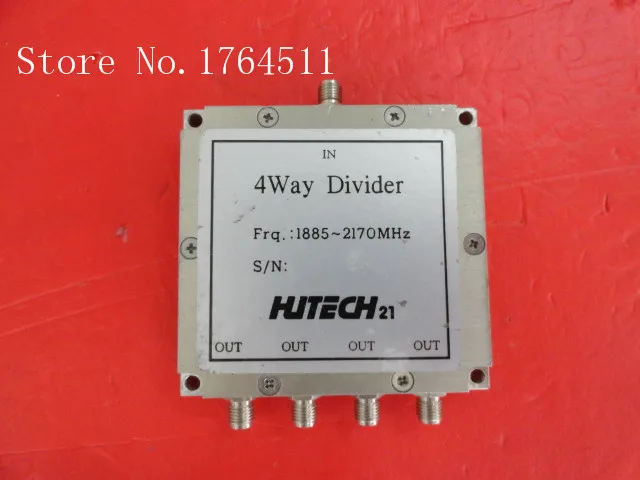 Store No.1764511
IN
4Way Divider
Frq.:1885~2170MHz
S/N:
HUTECH21
OUT OUT OUT OUT